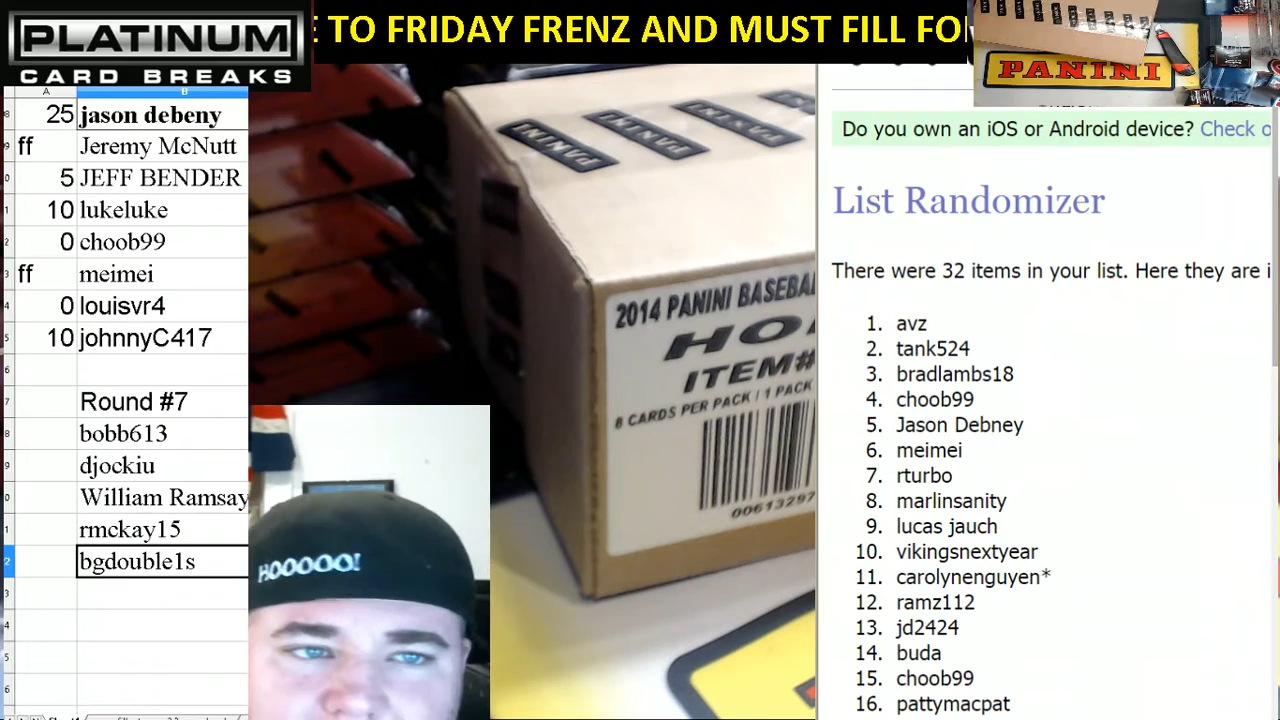 PLATINUM
CARD BREAKS
E TO FRIDAY FRENZ AND MUST FILL FO
PANINI
A B
25 jason debeny
ff Jeremy McNutt
5 JEFF BENDER
10 lukeluke
0 choob99
ff meimei
0 louisvr4
10 johnnyC417
Round #7
bobb613
djockiu
William Ramsay
rmckay15
bgdouble1s
HOOOOO!
PANINI
PANINI
PANINI
2014 PANINI BASEBAL
ITEM#
8 CARDS PER PACK / 1 PACK
00613297
Do you own an iOS or Android device? Check o
List Randomizer
There were 32 items in your list. Here they are i
1. avz
2. tank524
3. bradlambs18
4. choob99
5. Jason Debney
6. meimei
7. rturbo
8. marlinsanity
9. lucas jauch
10. vikingsnextyear
11. carolynenguyen*
12. ramz112
13. jd2424
14. buda
15. choob99
16. pattymacpat